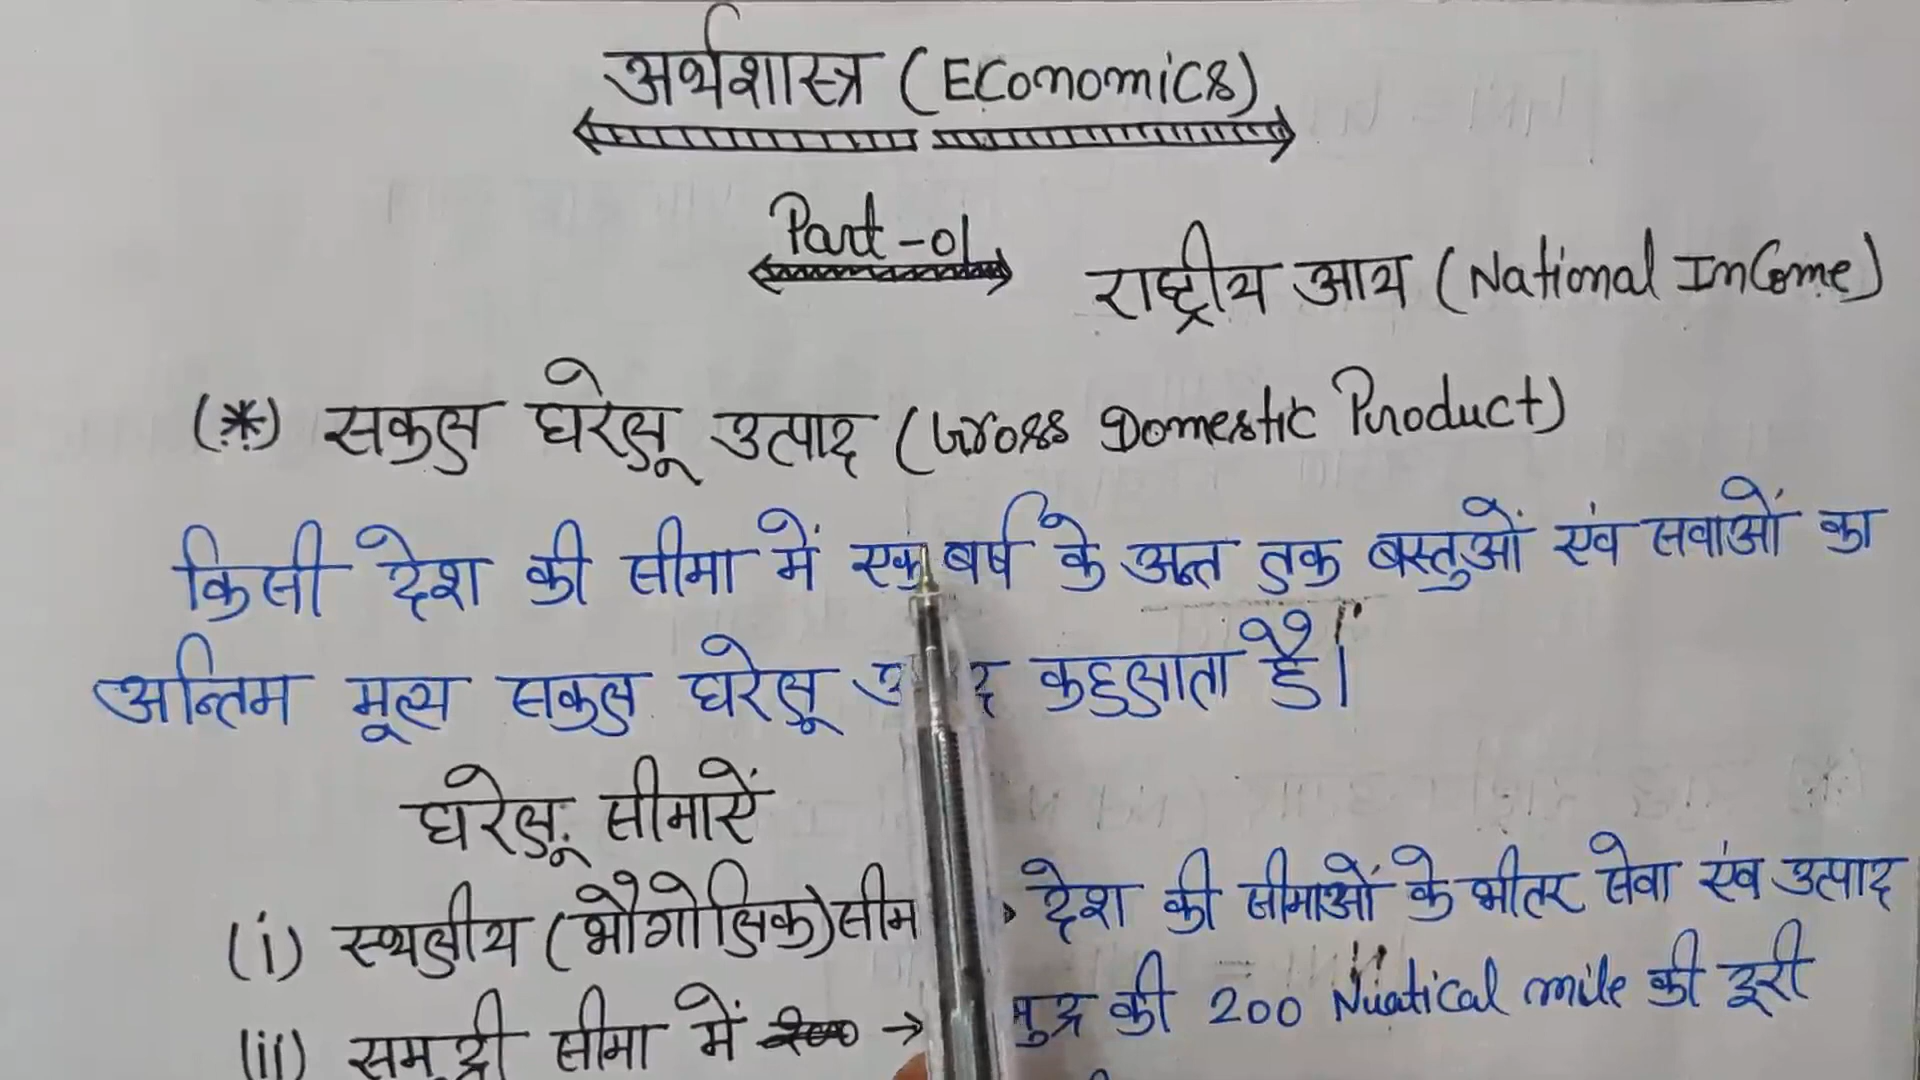 अर्थशास्त्र (Economics)
Part-01
राष्ट्रीय आय (National Income)
(*) सकल घरेलू उत्पाद (Gross Domestic Product)
किसी देश की सीमा में एक बर्ष के अन्त तक बस्तुओं एंव सवाओं का
अन्तिम मूल्य सकल घरेलू कहलाता है।
घरेलू सीमाऐं
(i) स्थलीय (भौगोलिक) देश की सीमाओं के भीतर सेवा एंव उत्पाद
(ii) समुद्री सीमा में → की 200 Nuatical mile की दूरी